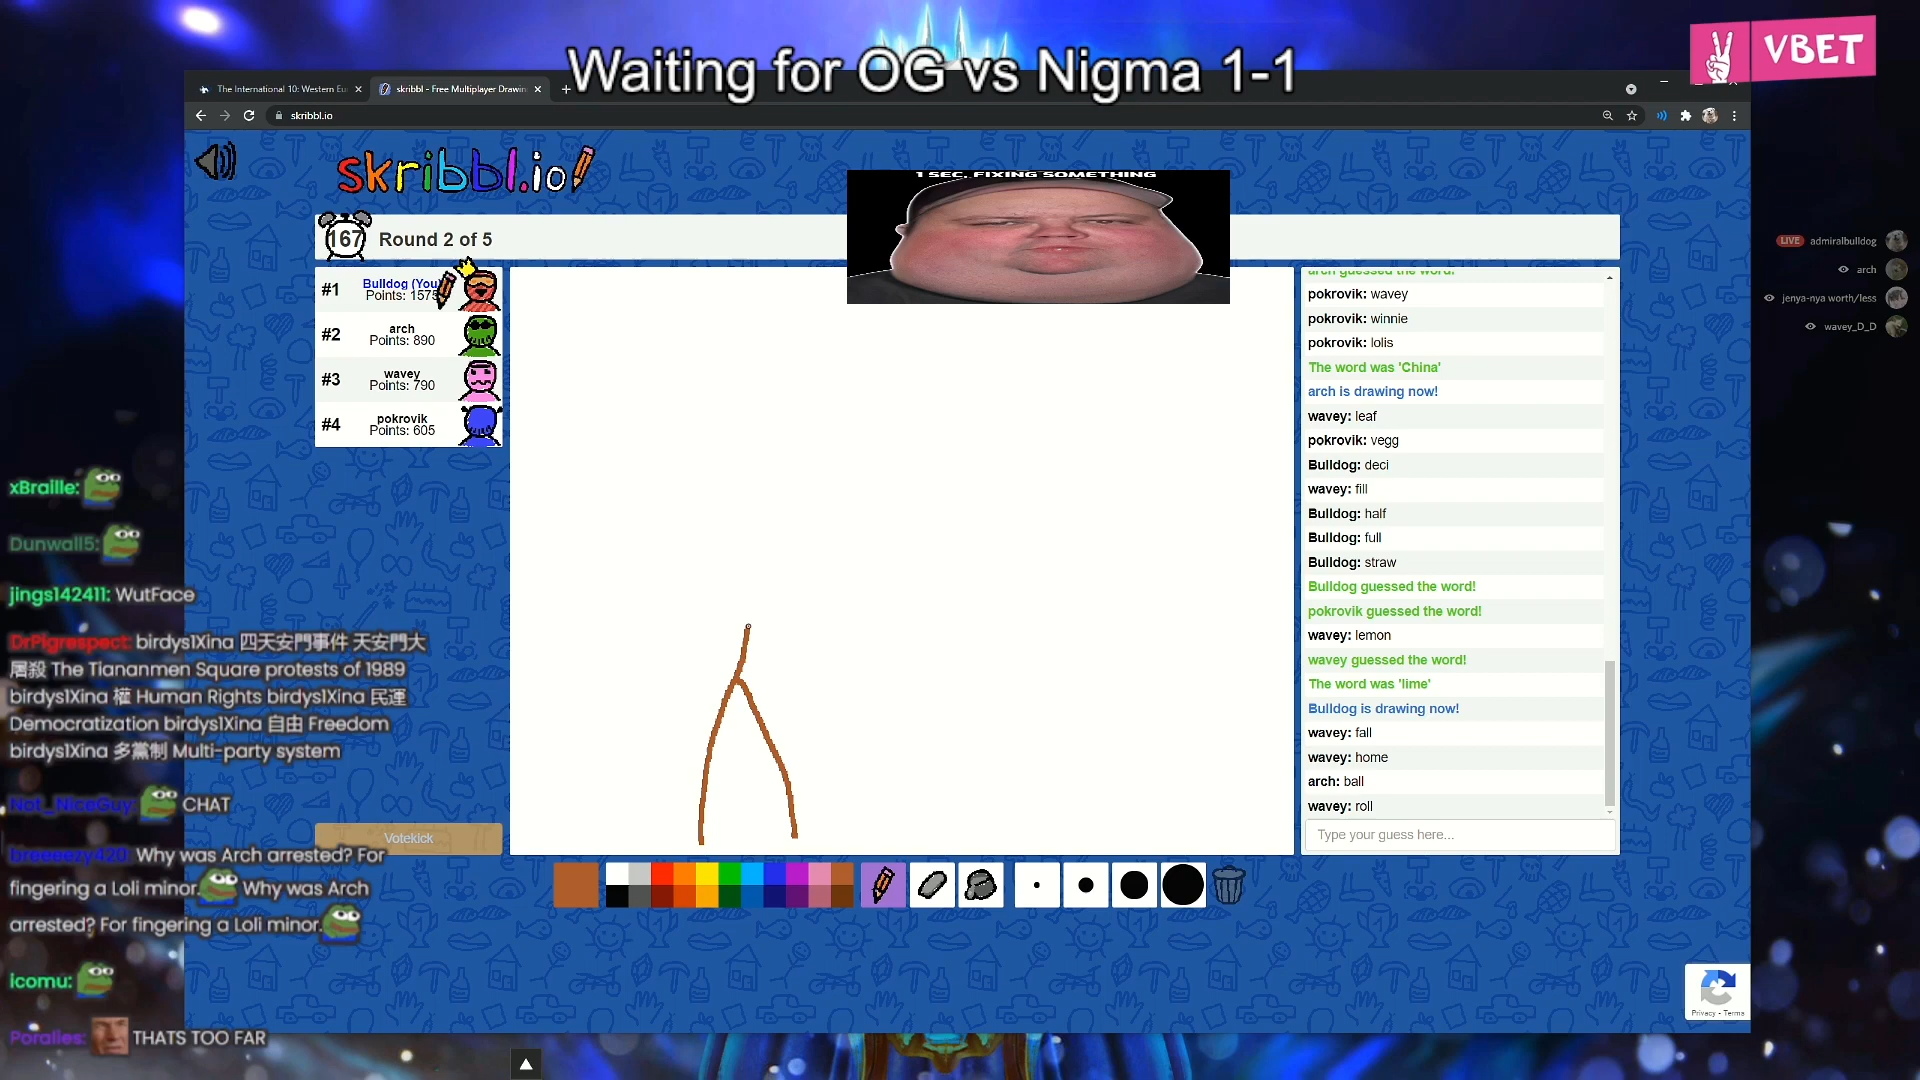 Waiting for OG vs Nigma 1-1
VBET
The International 10: Western Eu
skribbl - Free Multiplayer Drawin
skribbl.io
skribbl.io
1 SEC. FIXING SOMETHING
167
Round 2 of 5
#1
Bulldog (You
Points: 1575
#2
arch
Points: 890
#3
wavey
Points: 790
#4
pokrovik
Points: 605
Votekick
arch guessed the word!
pokrovik: wavey
pokrovik: winnie
pokrovik: lolis
The word was 'China'
arch is drawing now!
wavey: leaf
pokrovik: vegg
Bulldog: deci
wavey: fill
Bulldog: half
Bulldog: full
Bulldog: straw
Bulldog guessed the word!
pokrovik guessed the word!
wavey: lemon
wavey guessed the word!
The word was 'lime'
Bulldog is drawing now!
wavey: fall
wavey: home
arch: ball
wavey: roll
Type your guess here...
LIVE admiralbulldog
arch
jenya-nya worth/less
wavey_D_D
xBraille:
Dunwall5:
jings142411: WutFace
DrPigrespect: birdys1Xina 四天安門事件 天安門大
屠殺 The Tiananmen Square protests of 1989
birdys1Xina 權 Human Rights birdys1Xina 民運
Democratization birdys1Xina 自由 Freedom
birdys1Xina 多黨制 Multi-party system
Not_NiceGuy: CHAT
breeeezy420: Why was Arch arrested? For
fingering a Loli minor. Why was Arch
arrested? For fingering a Loli minor.
icomu:
Poralles: THATS TOO FAR
Privacy - Terms